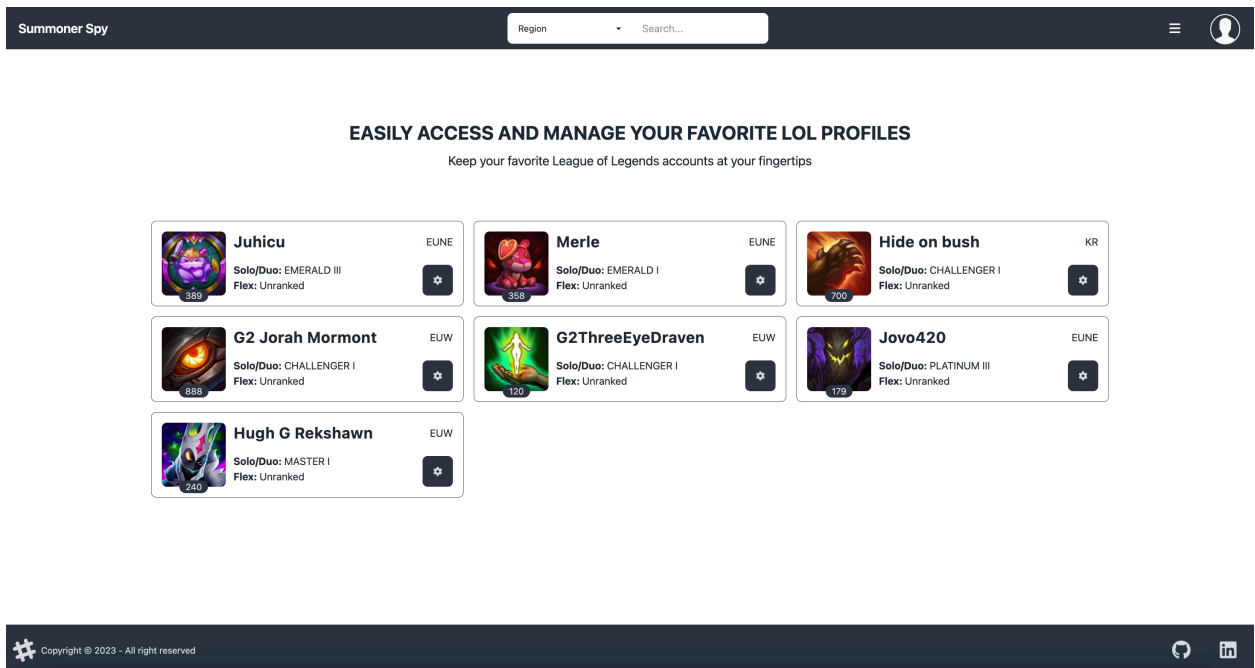 Summoner Spy
Region
Search...
EASILY ACCESS AND MANAGE YOUR FAVORITE LOL PROFILES
Keep your favorite League of Legends accounts at your fingertips
Juhicu
EUNE
Solo/Duo: EMERALD III
Flex: Unranked
389
Merle
EUNE
Solo/Duo: EMERALD I
Flex: Unranked
358
Hide on bush
KR
Solo/Duo: CHALLENGER I
Flex: Unranked
700
G2 Jorah Mormont
EUW
Solo/Duo: CHALLENGER I
Flex: Unranked
888
G2ThreeEyeDraven
EUW
Solo/Duo: CHALLENGER I
Flex: Unranked
120
Jovo420
EUNE
Solo/Duo: PLATINUM III
Flex: Unranked
179
Hugh G Rekshawn
EUW
Solo/Duo: MASTER I
Flex: Unranked
240
Copyright © 2023 - All right reserved
in